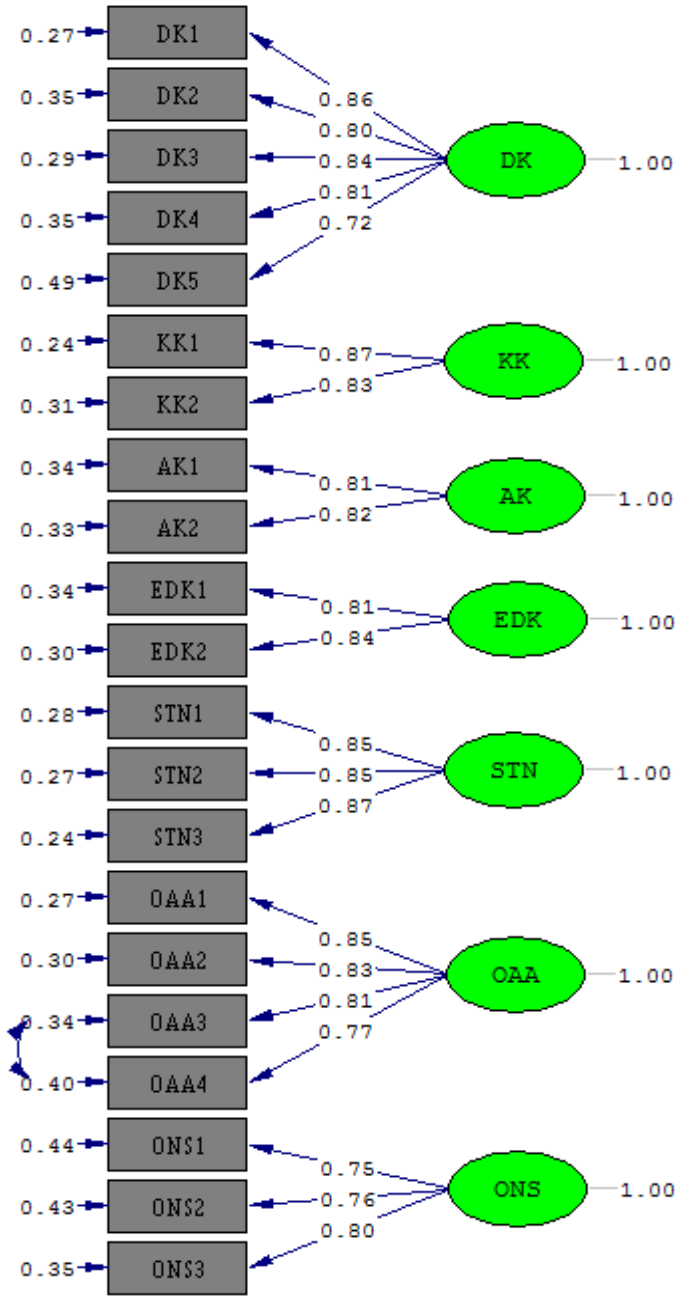 0.27 DK1
0.86
0.35 DK2
0.80
0.29 DK3 0.84 DK 1.00
0.81
0.35 DK4
0.72
0.49 DK5
0.24 KK1
0.87 KK 1.00
0.83
0.31 KK2
0.34 AK1
0.81 AK 1.00
0.82
0.33 AK2
0.34 EDK1
0.81 EDK 1.00
0.84
0.30 EDK2
0.28 STN1
0.85
0.27 STN2 0.85 STN 1.00
0.87
0.24 STN3
0.27 OAA1
0.85
0.30 OAA2 0.83 OAA 1.00
0.81
0.34 OAA3
0.77
0.40 OAA4
0.44 ONS1
0.75
0.43 ONS2 0.76 ONS 1.00
0.80
0.35 ONS3